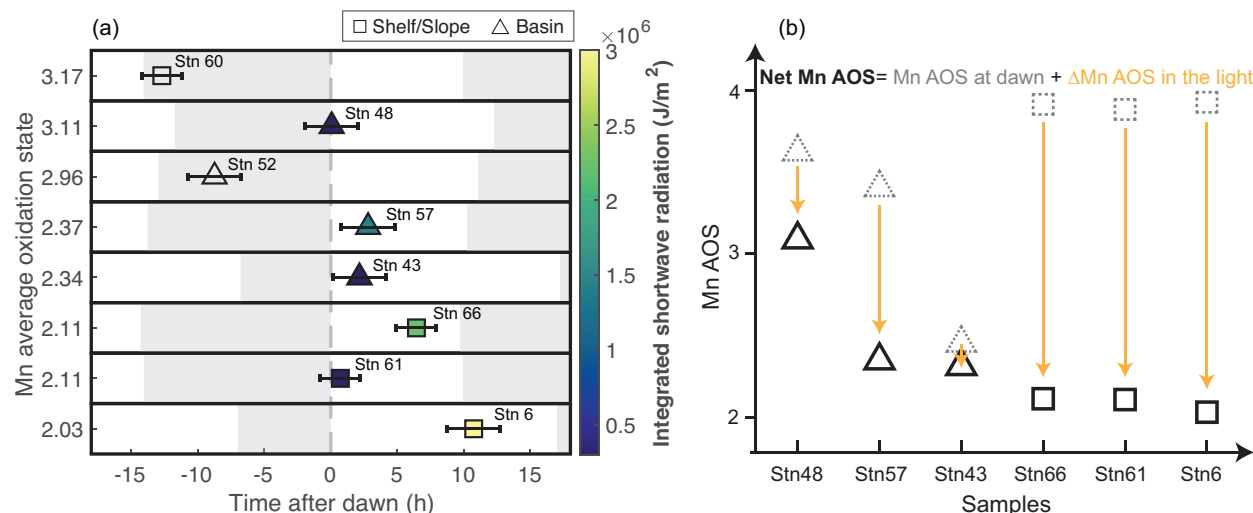 (a)
Shelf/Slope
Basin
×10⁶
Mn average oxidation state
3.17
3.11
2.96
2.37
2.34
2.11
2.11
2.03
Stn 60
Stn 48
Stn 52
Stn 57
Stn 43
Stn 66
Stn 61
Stn 6
-15
-10
-5
0
5
10
15
Time after dawn (h)
3
2.5
2
1.5
1
0.5
Integrated shortwave radiation (J/m²)
(b)
Net Mn AOS= Mn AOS at dawn + ΔMn AOS in the light
Mn AOS
4
3
2
Stn48
Stn57
Stn43
Stn66
Stn61
Stn6
Samples